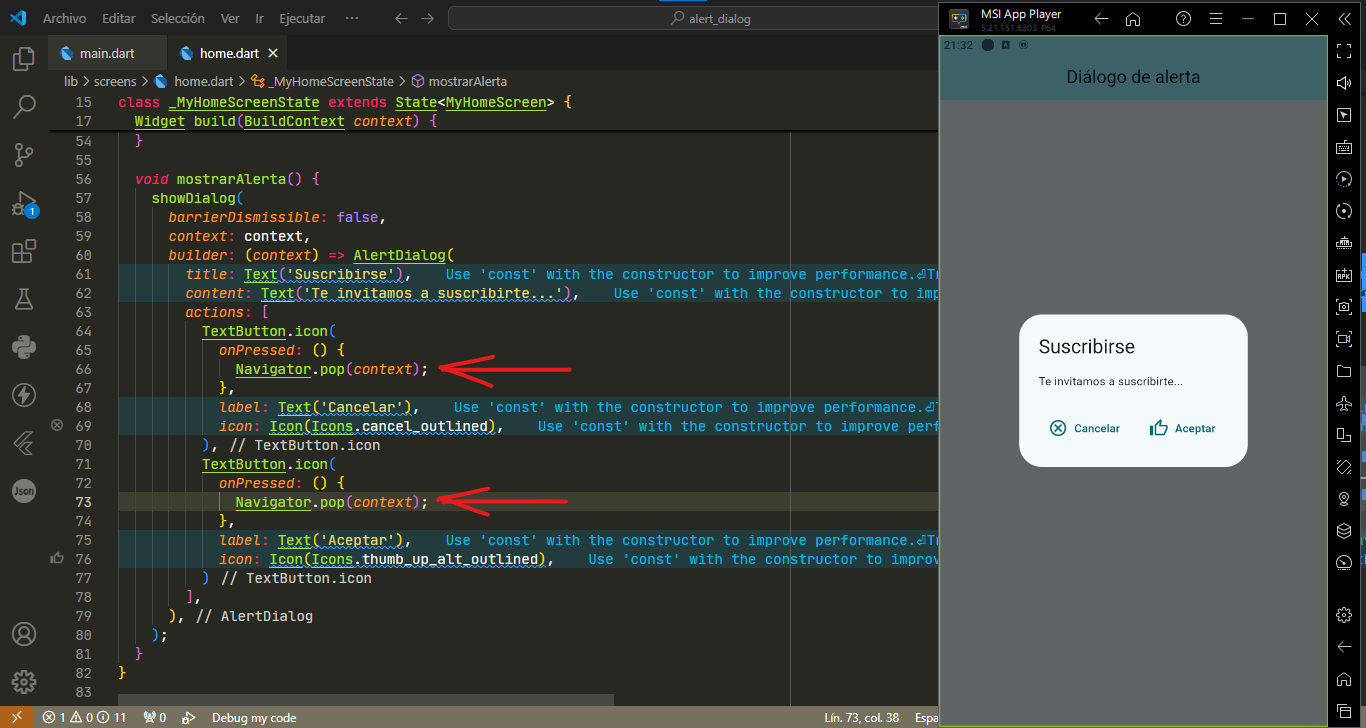 Archivo Editar Selección Ver Ir Ejecutar ··· alert_dialog
main.dart home.dart
lib > screens > home.dart > _MyHomeScreenState > mostrarAlerta
15 class _MyHomeScreenState extends State<MyHomeScreen> {
17 Widget build(BuildContext context) {
54 }
55
56 void mostrarAlerta() {
57 showDialog(
58 barrierDismissible: false,
59 context: context,
60 builder: (context) => AlertDialog(
61 title: Text('Suscribirse'), Use 'const' with the constructor to improve performance.⏎T
62 content: Text('Te invitamos a suscribirte...'), Use 'const' with the constructor to imp
63 actions: [
64 TextButton.icon(
65 onPressed: () {
66 Navigator.pop(context);
67 },
68 label: Text('Cancelar'), Use 'const' with the constructor to improve performance.⏎
69 icon: Icon(Icons.cancel_outlined), Use 'const' with the constructor to improve perf
70 ), // TextButton.icon
71 TextButton.icon(
72 onPressed: () {
73 Navigator.pop(context);
74 },
75 label: Text('Aceptar'), Use 'const' with the constructor to improve performance.⏎T
76 icon: Icon(Icons.thumb_up_alt_outlined), Use 'const' with the constructor to improv
77 ) // TextButton.icon
78 ],
79 ), // AlertDialog
80 );
81 }
82 }
83
1
Json
1 0 11 0 Debug my code Lín. 73, col. 38 Espa
MSI App Player
5.21.151.6303 P64
21:32
Diálogo de alerta
Suscribirse
Te invitamos a suscribirte...
Cancelar Aceptar